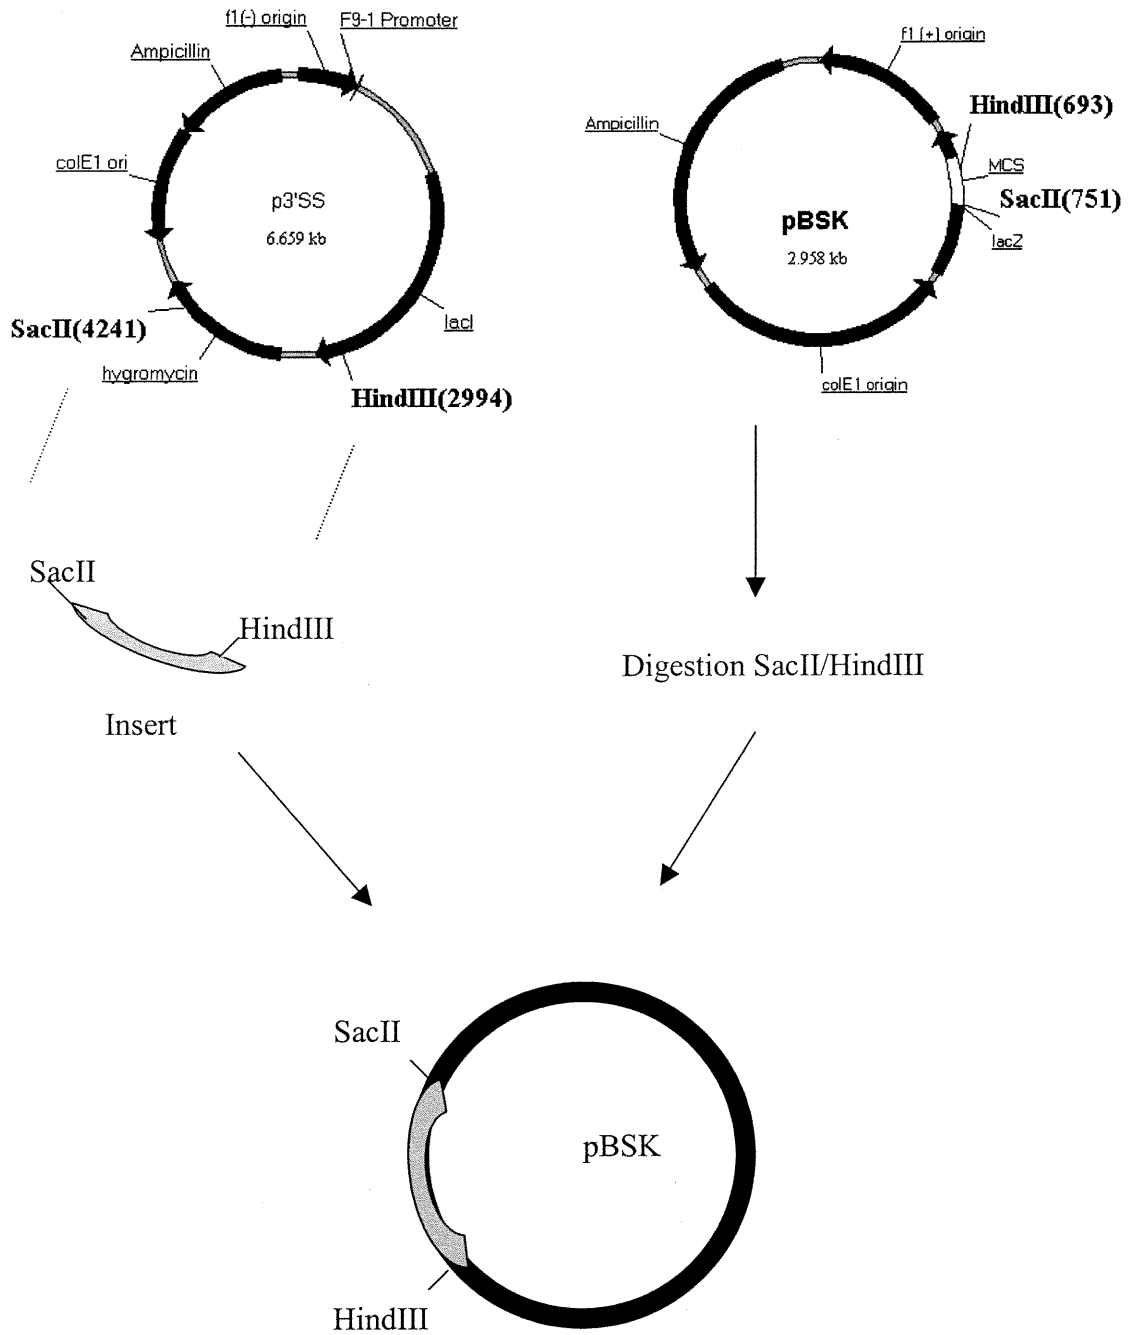 f1(-) origin
F9-1 Promoter
Ampicillin
colE1 ori
p3'SS
6.659 kb
SacII(4241)
lacI
hygromycin
HindIII(2994)
f1 (+) origin
HindIII(693)
Ampicillin
MCS
SacII(751)
pBSK
lacZ
2.958 kb
colE1 origin
SacII
HindIII
Insert
Digestion SacII/HindIII
SacII
pBSK
HindIII